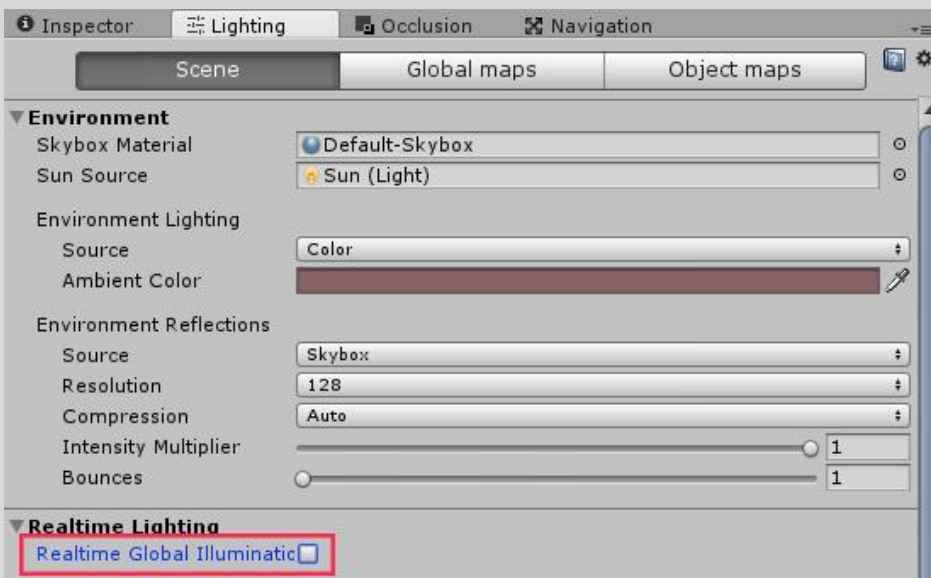 Inspector Lighting Occlusion Navigation
Scene Global maps Object maps
Environment
Skybox Material Default-Skybox
Sun Source Sun (Light)
Environment Lighting
Source Color
Ambient Color
Environment Reflections
Source Skybox
Resolution 128
Compression Auto
Intensity Multiplier 1
Bounces 1
Realtime Lighting
Realtime Global Illuminatic